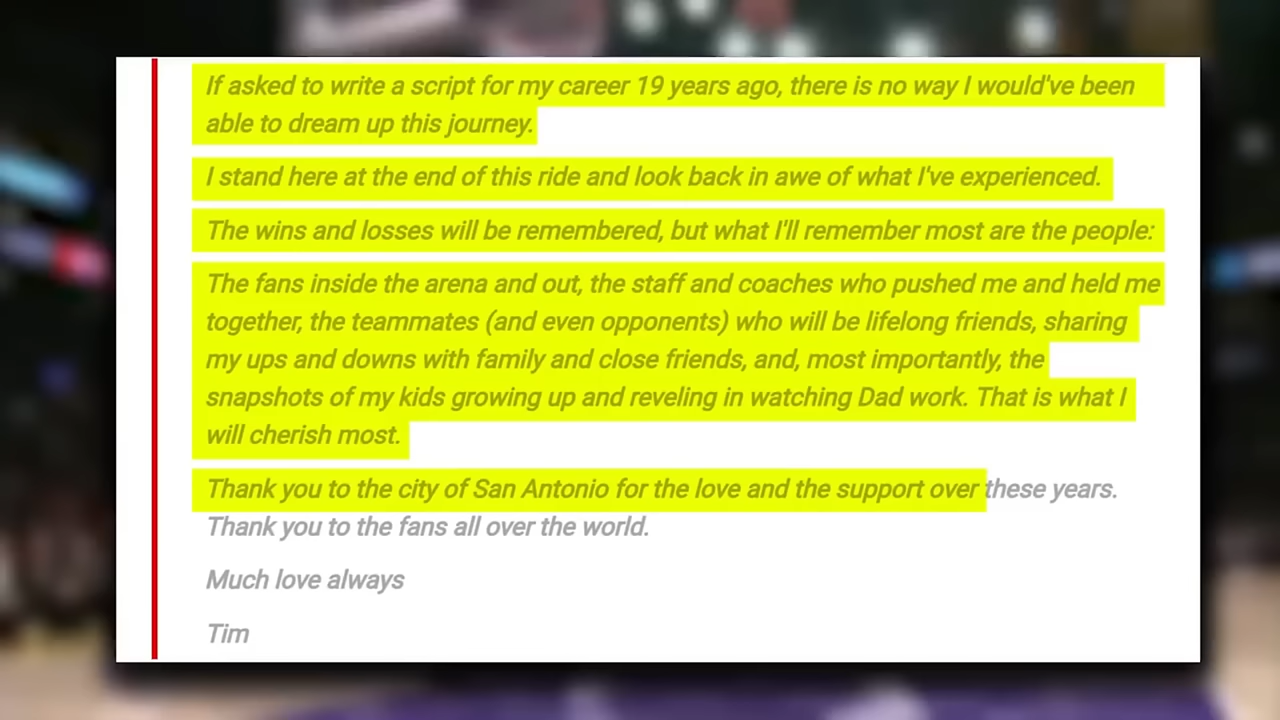 If asked to write a script for my career 19 years ago, there is no way I would've been
able to dream up this journey.
I stand here at the end of this ride and look back in awe of what I've experienced.
The wins and losses will be remembered, but what I'll remember most are the people:
The fans inside the arena and out, the staff and coaches who pushed me and held me
together, the teammates (and even opponents) who will be lifelong friends, sharing
my ups and downs with family and close friends, and, most importantly, the
snapshots of my kids growing up and reveling in watching Dad work. That is what I
will cherish most.
Thank you to the city of San Antonio for the love and the support over these years.
Thank you to the fans all over the world.
Much love always
Tim